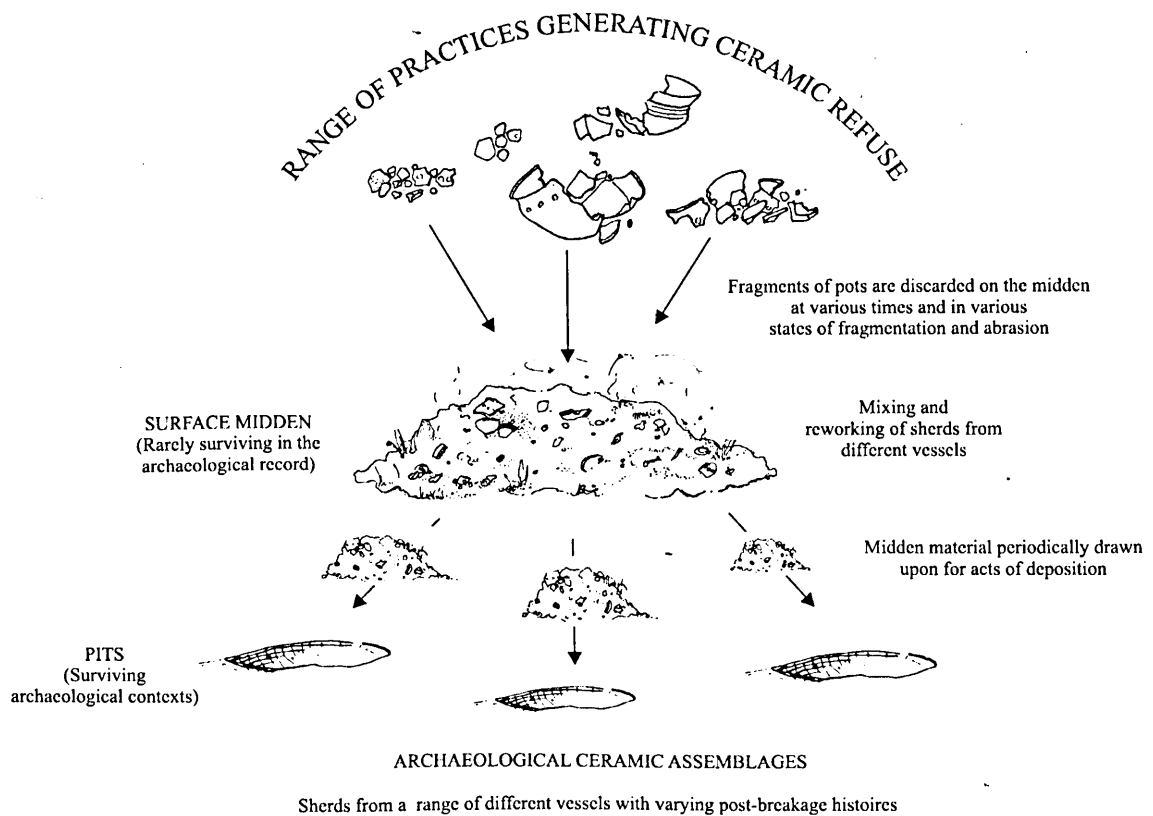 RANGE OF PRACTICES GENERATING CERAMIC REFUSE
Fragments of pots are discarded on the midden
at various times and in various
states of fragmentation and abrasion
SURFACE MIDDEN
(Rarely surviving in the
archaeological record)
Mixing and
reworking of sherds from
different vessels
Midden material periodically drawn
upon for acts of deposition
PITS
(Surviving
archaeological contexts)
ARCHAEOLOGICAL CERAMIC ASSEMBLAGES
Sherds from a range of different vessels with varying post-breakage histoires